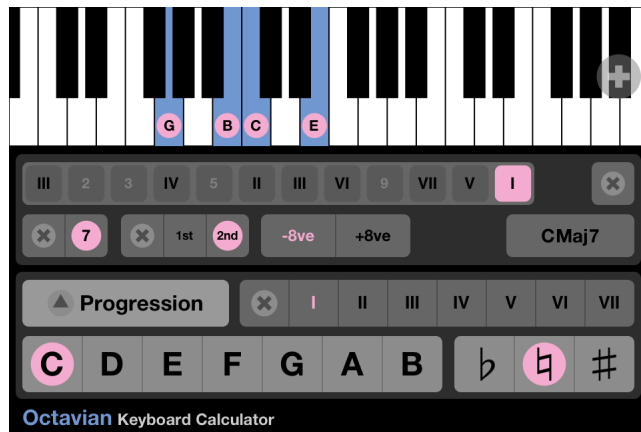 G B C E
III 2 3 IV 5 II III VI 9 VII V I
7 1st 2nd -8ve +8ve CMaj7
Progression I II III IV V VI VII
C D E F G A B ♭ ♮ ♯
Octavian Keyboard Calculator